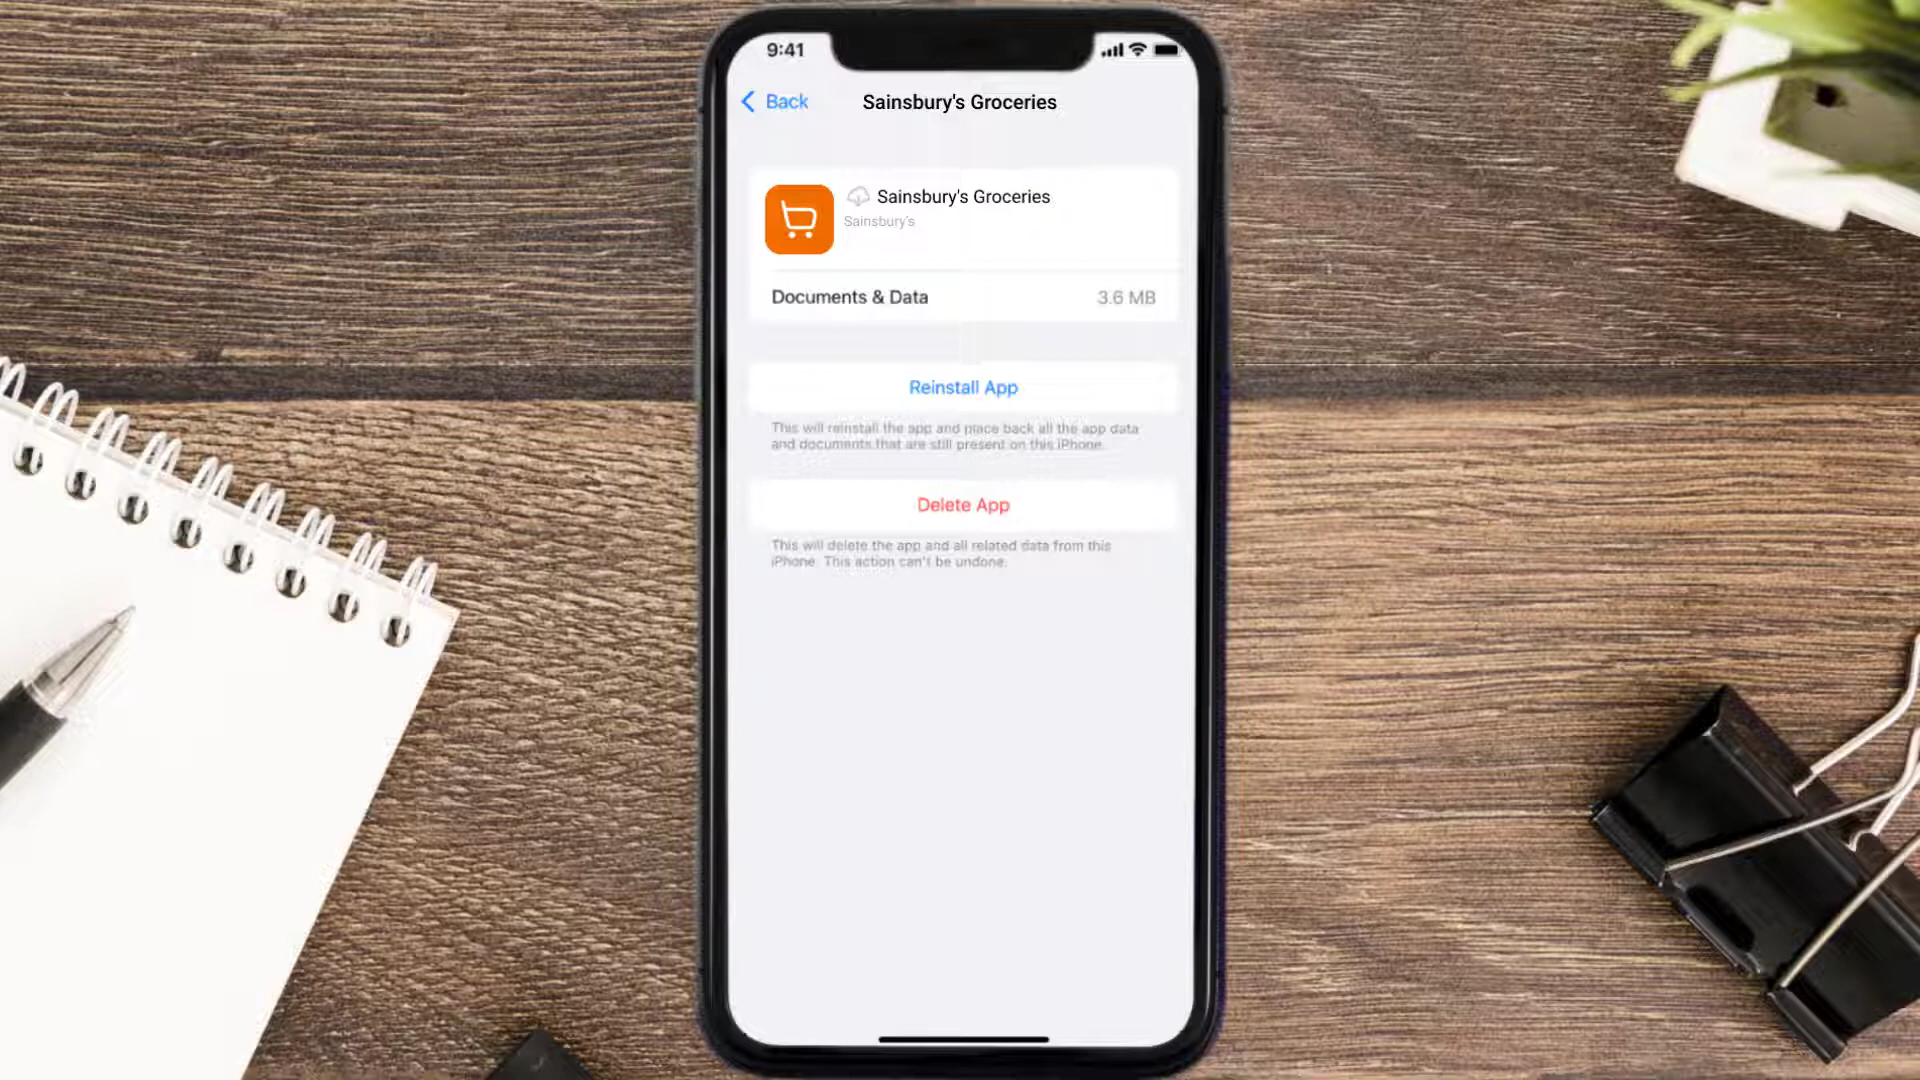 9:41
Back
Sainsbury's Groceries
Sainsbury's Groceries
Sainsbury's
Documents & Data
3.6 MB
Reinstall App
This will reinstall the app and place back all the app data
and documents that are still present on this iPhone.
Delete App
This will delete the app and all related data from this
iPhone. This action can't be undone.